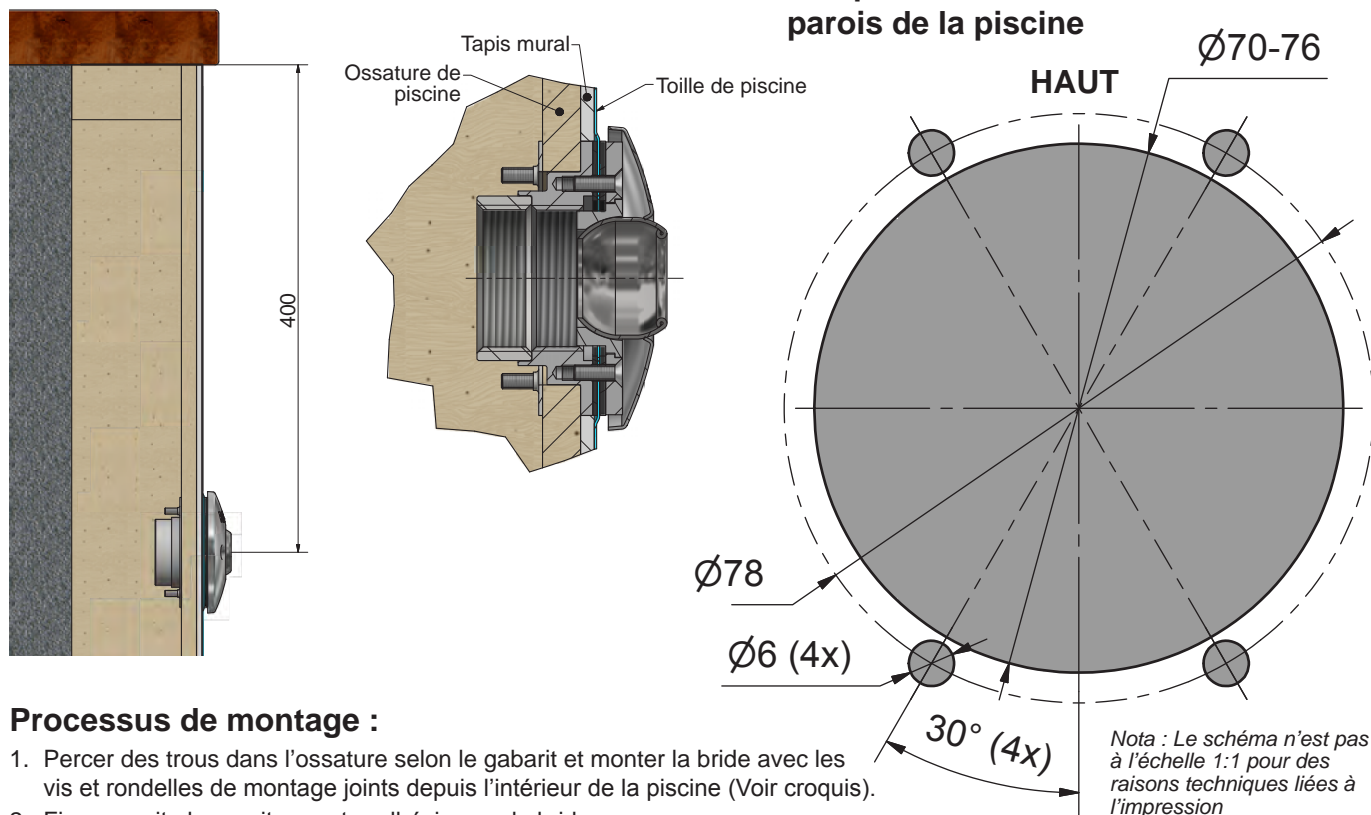 parois de la piscine
Tapis mural
Ossature de
piscine
Toille de piscine
HAUT
Ø70-76
400
Ø78
Ø6 (4x)
30° (4x)
Processus de montage :
1. Percer des trous dans l’ossature selon le gabarit et monter la bride avec les
vis et rondelles de montage joints depuis l’intérieur de la piscine (Voir croquis).
Nota : Le schéma n’est pas
à l’échelle 1:1 pour des
raisons techniques liées à
l’impression